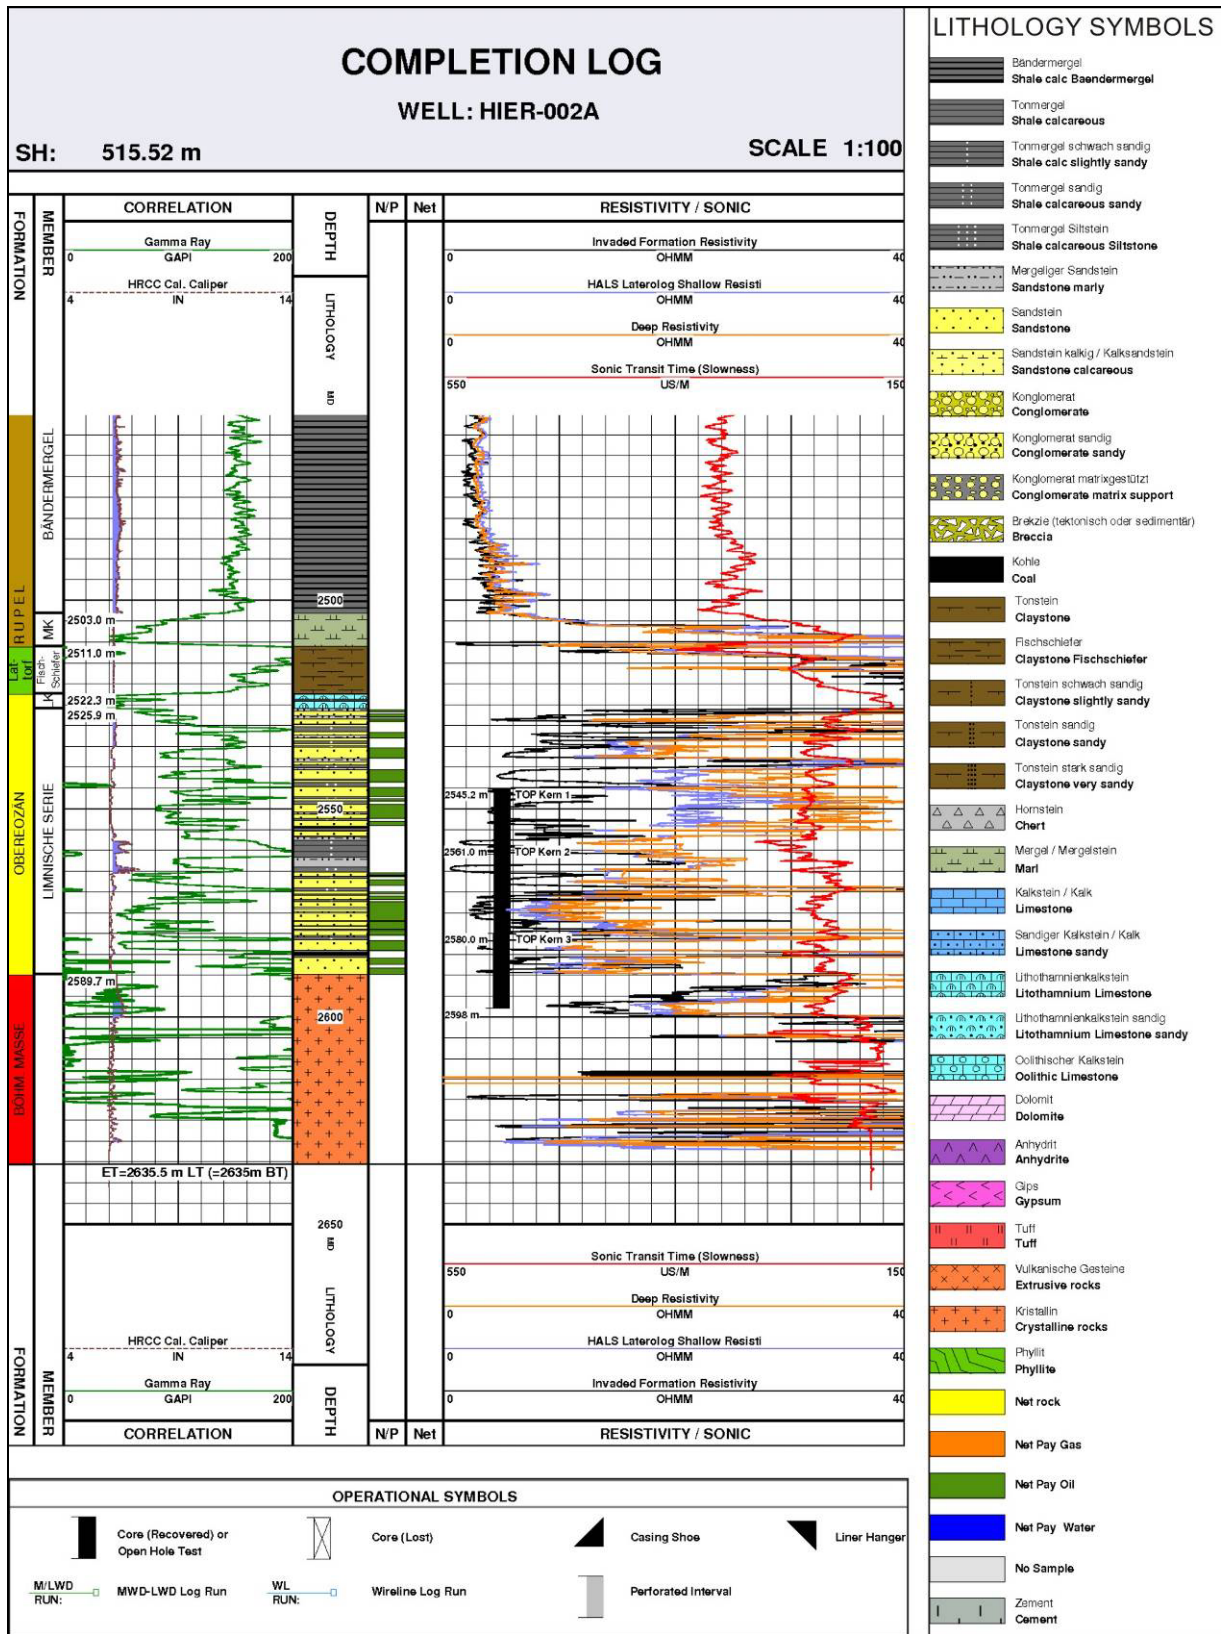 COMPLETION LOG
WELL: HIER-002A
SH: 515.52 m
SCALE 1:100
FORMATION
MEMBER
CORRELATION
DEPTH
N/P
Net
RESISTIVITY / SONIC
Gamma Ray
0 GAPI 200
HRCC Cal. Caliper
4 IN 14
LITHOLOGY
MD
Invaded Formation Resistivity
0 OHMM 40
HALS Laterolog Shallow Resisti
0 OHMM 40
Deep Resistivity
0 OHMM 40
Sonic Transit Time (Slowness)
550 US/M 150
RUPEL
BÄNDERMERGEL
2500
2503.0 m
MK
2511.0 m
Lat-
torf
Fisch-
Schiefer
2522.3 m
LK
2525.9 m
OBEREOZÄN
LIMNISCHE SERIE
2545.2 m TOP Kern 1
2550
2561.0 m TOP Kern 2
2580.0 m TOP Kern 3
2589.7 m
2598 m
2600
BÖHM MASSE
ET=2635.5 m LT (=2635m BT)
2650
MD
LITHOLOGY
Sonic Transit Time (Slowness)
550 US/M 150
Deep Resistivity
0 OHMM 40
HRCC Cal. Caliper
4 IN 14
HALS Laterolog Shallow Resisti
0 OHMM 40
Gamma Ray
0 GAPI 200
Invaded Formation Resistivity
0 OHMM 40
FORMATION
MEMBER
CORRELATION
DEPTH
N/P
Net
RESISTIVITY / SONIC
OPERATIONAL SYMBOLS
Core (Recovered) or
Open Hole Test
Core (Lost)
Casing Shoe
Liner Hanger
M/LWD
RUN:
MWD-LWD Log Run
WL
RUN:
Wireline Log Run
Perforated Interval
LITHOLOGY SYMBOLS
Bändermergel
Shale calc Baendermergel
Tonmergel
Shale calcareous
Tonmergel schwach sandig
Shale calc slightly sandy
Tonmergel sandig
Shale calcareous sandy
Tonmergel Siltstein
Shale calcareous Siltstone
Mergeliger Sandstein
Sandstone marly
Sandstein
Sandstone
Sandstein kalkig / Kalksandstein
Sandstone calcareous
Konglomerat
Conglomerate
Konglomerat sandig
Conglomerate sandy
Konglomerat matrixgestützt
Conglomerate matrix support
Brekzie (tektonisch oder sedimentär)
Breccia
Kohle
Coal
Tonstein
Claystone
Fischschiefer
Claystone Fischschiefer
Tonstein schwach sandig
Claystone slightly sandy
Tonstein sandig
Claystone sandy
Tonstein stark sandig
Claystone very sandy
Hornstein
Chert
Mergel / Mergelstein
Marl
Kalkstein / Kalk
Limestone
Sandiger Kalkstein / Kalk
Limestone sandy
Lithothamnienkalkstein
Litothamnium Limestone
Lithothamnienkalkstein sandig
Litothamnium Limestone sandy
Oolithischer Kalkstein
Oolithic Limestone
Dolomit
Dolomite
Anhydrit
Anhydrite
Gips
Gypsum
Tuff
Tuff
Vulkanische Gesteine
Extrusive rocks
Kristallin
Crystalline rocks
Phyllit
Phyllite
Net rock
Net Pay Gas
Net Pay Oil
Net Pay Water
No Sample
Zement
Cement